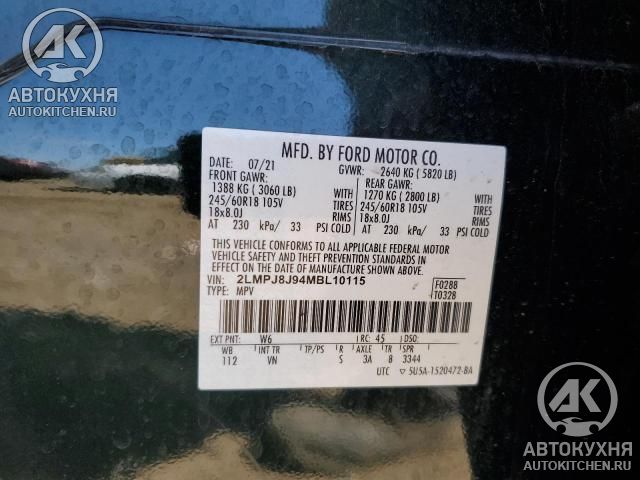 АК
АВТОКУХНЯ
AUTOKITCHEN.RU
MFD. BY FORD MOTOR CO.
DATE: 07/21 GVWR: 2640 KG ( 5820 LB)
FRONT GAWR: REAR GAWR:
1388 KG ( 3060 LB) WITH 1270 KG ( 2800 LB) WITH
245/60R18 105V TIRES 245/60R18 105V TIRES
18x8.0J RIMS 18x8.0J RIMS
AT 230 kPa/ 33 PSI COLD AT 230 kPa/ 33 PSI COLD
THIS VEHICLE CONFORMS TO ALL APPLICABLE FEDERAL MOTOR
VEHICLE SAFETY AND THEFT PREVENTION STANDARDS IN
EFFECT ON THE DATE OF MANUFACTURE SHOWN ABOVE.
VIN: 2LMPJ8J94MBL10115 F0288
TYPE: MPV T0328
EXT PNT: W6 RC: 45 DSO:
WB INT TR TP/PS R AXLE TR SPR
112 VN S 3A 8 3344
UTC ▽5U5A-1520472-BA
АК
АВТОКУХНЯ
AUTOKITCHEN.RU